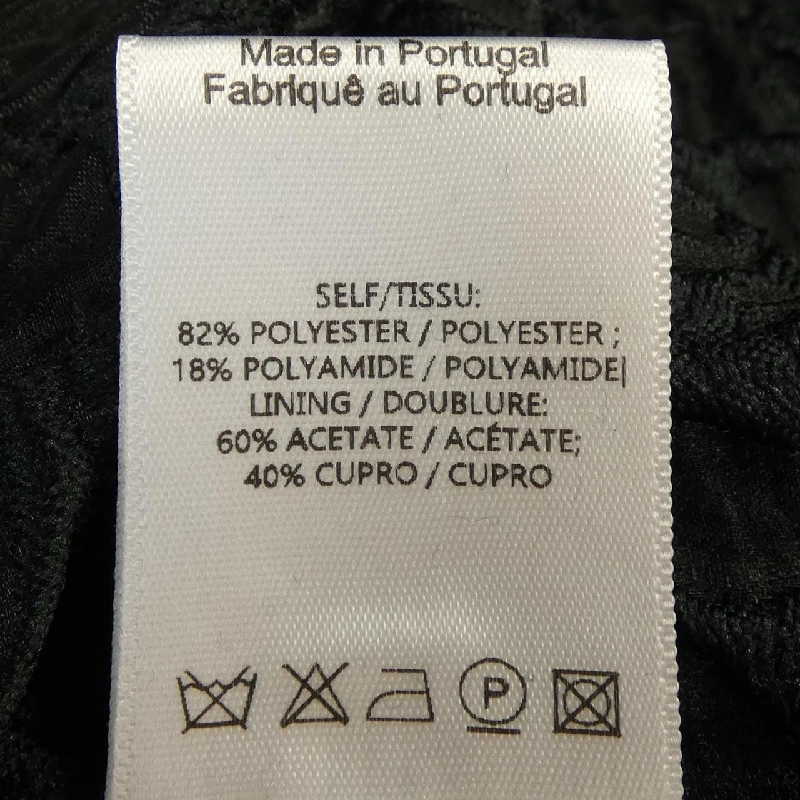 Made in Portugal
Fabriquê au Portugal
SELF/TISSU:
82% POLYESTER / POLYESTER ;
18% POLYAMIDE / POLYAMIDE|
LINING / DOUBLURE:
60% ACETATE / ACÉTATE;
40% CUPRO / CUPRO
P